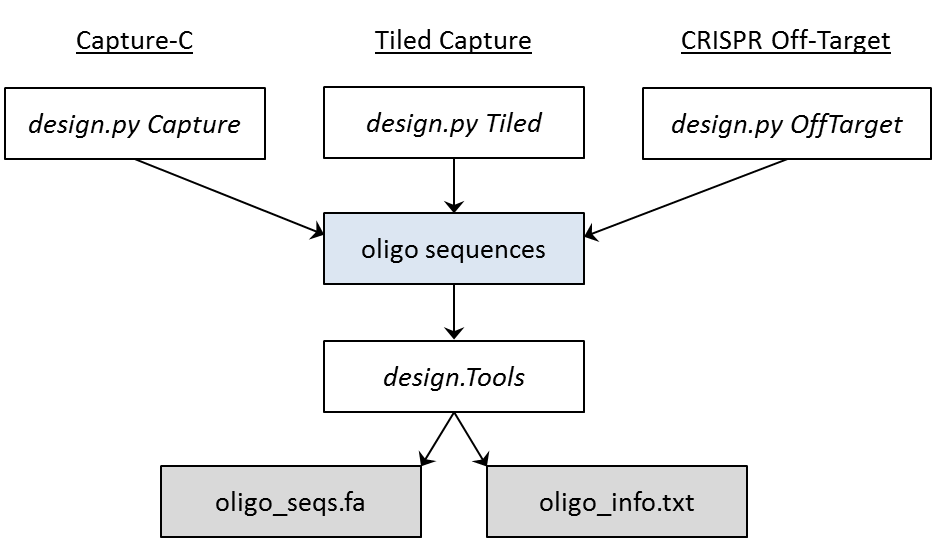 Capture-C
Tiled Capture
CRISPR Off-Target
design.py Capture
design.py Tiled
design.py OffTarget
oligo sequences
design.Tools
oligo_seqs.fa
oligo_info.txt